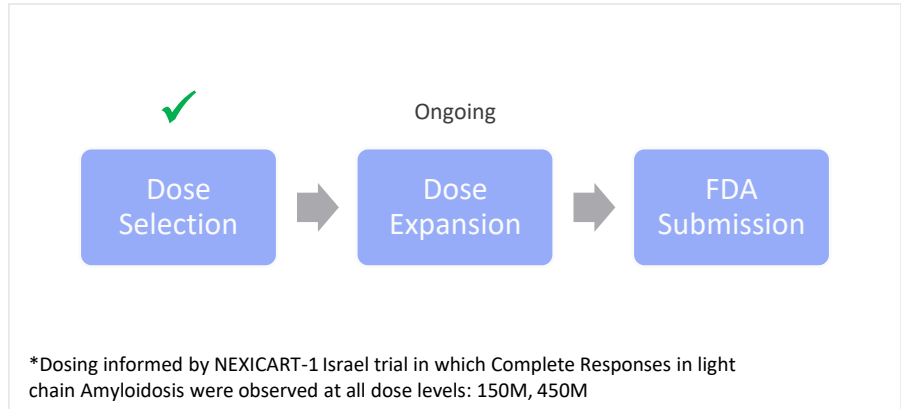 Ongoing
Dose
Selection
Dose
Expansion
FDA
Submission
*Dosing informed by NEXICART-1 Israel trial in which Complete Responses in light
chain Amyloidosis were observed at all dose levels: 150M, 450M